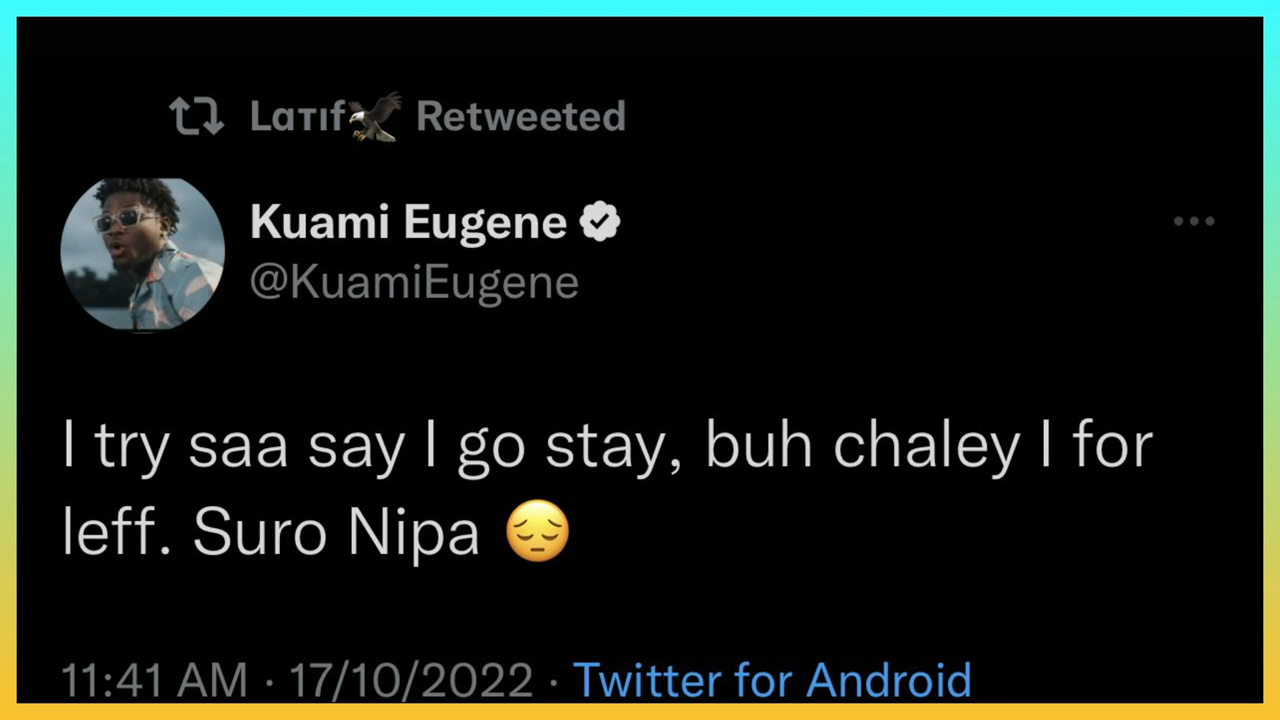 Lɑтıf🦅 Retweeted
Kuami Eugene
@KuamiEugene
I try saa say I go stay, buh chaley I for
leff. Suro Nipa 😔
11:41 AM · 17/10/2022 · Twitter for Android